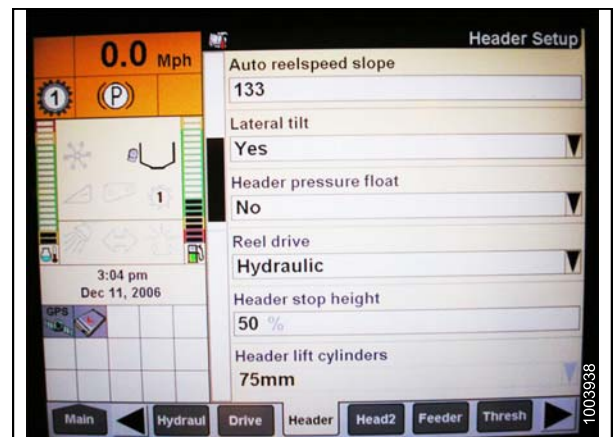 Header Setup
0.0 Mph
Auto reelspeed slope
133
1
(P)
Lateral tilt
Yes
Header pressure float
No
1
Reel drive
Hydraulic
3:04 pm
Dec 11, 2006
Header stop height
50 %
GPS
Header lift cylinders
75mm
Main
Hydraul
Drive
Header
Head2
Feeder
Thresh
1003938